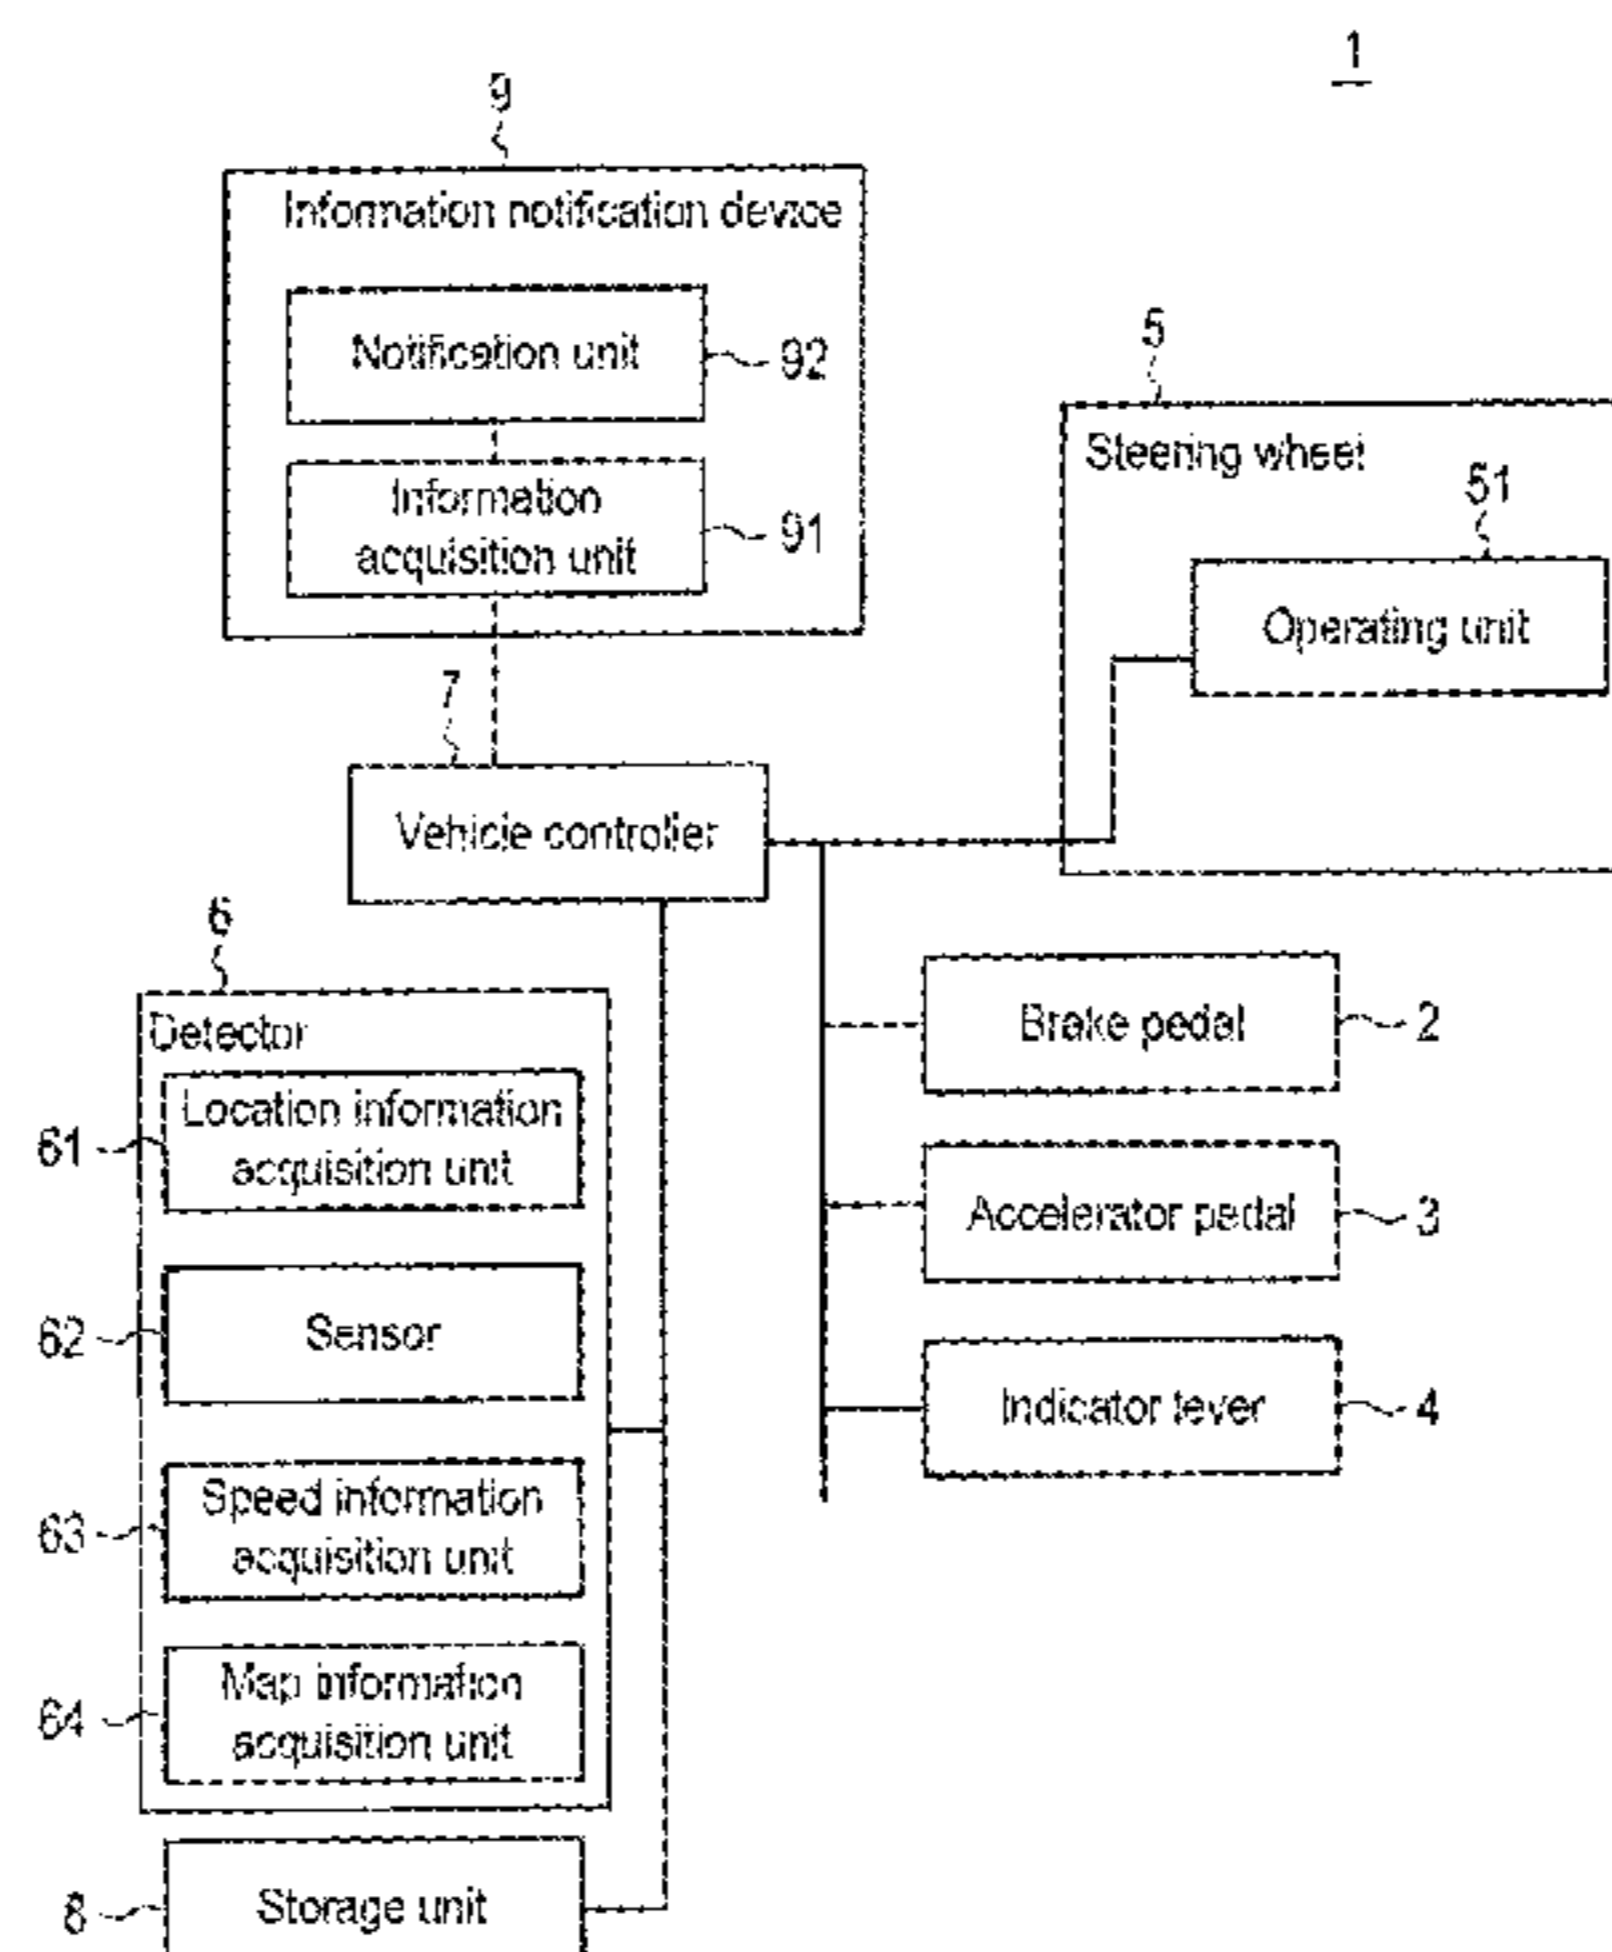 1
9
Information notification device
Notification unit
92
Information
acquisition unit
91
5
Steering wheel
51
Operating unit
7
Vehicle controller
6
Detector
Location information
acquisition unit
61
Sensor
62
Speed information
acquisition unit
63
Map information
acquisition unit
64
Storage unit
8
Brake pedal
2
Accelerator pedal
3
Indicator lever
4